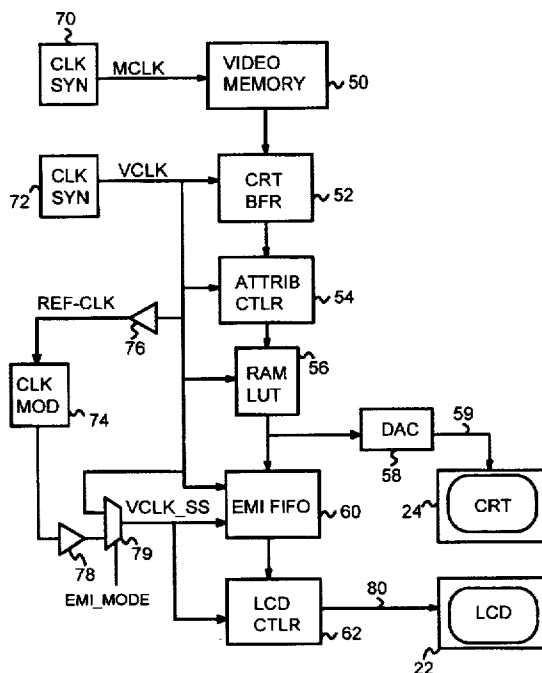 70
CLK
SYN
MCLK
VIDEO
MEMORY
50
CLK
SYN
72
VCLK
CRT
BFR
52
ATTRIB
CTLR
54
REF-CLK
76
RAM
LUT
56
CLK
MOD
74
DAC
58
59
VCLK_SS
EMI FIFO
60
CRT
24
78
79
EMI_MODE
LCD
CTLR
62
80
LCD
22